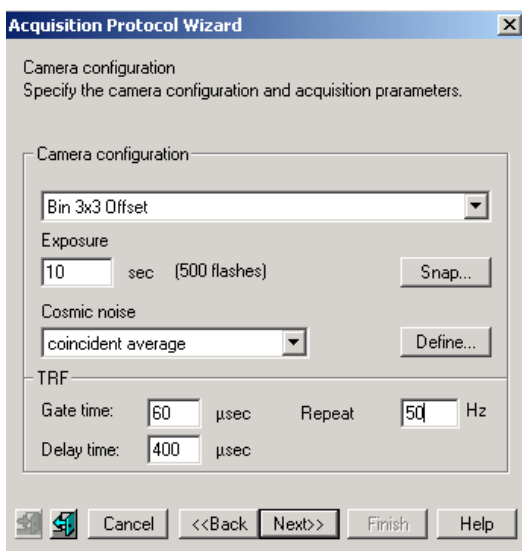 Acquisition Protocol Wizard
Camera configuration
Specify the camera configuration and acquisition prarameters.
Camera configuration
Bin 3x3 Offset
Exposure
10 sec (500 flashes) Snap...
Cosmic noise
coincident average Define...
TRF
Gate time: 60 µsec Repeat 50 Hz
Delay time: 400 µsec
Cancel <<Back Next>> Finish Help